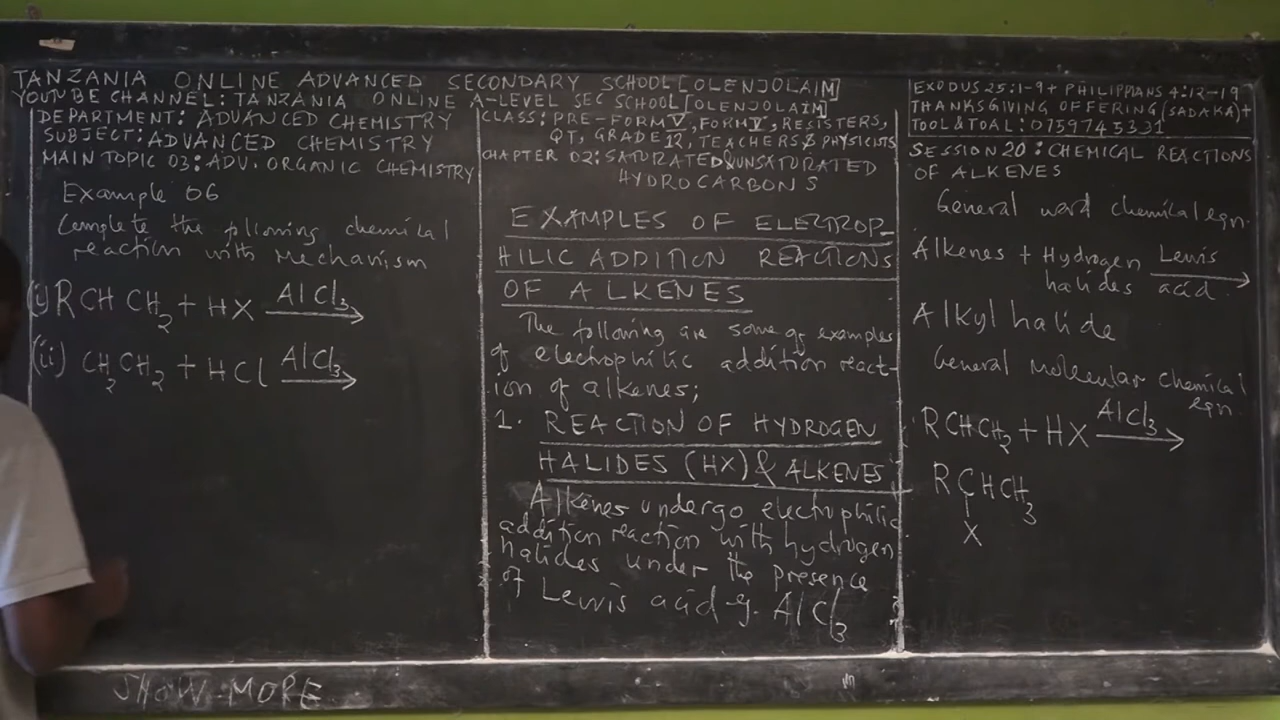 TANZANIA ONLINE ADVANCED SECONDARY SCHOOL [OLENJOLAIM]
YOUTUBE CHANNEL: TANZANIA ONLINE A-LEVEL SEC SCHOOL [OLENJOLAIM]
DEPARTMENT: ADVANCED CHEMISTRY
SUBJECT: ADVANCED CHEMISTRY
MAIN TOPIC 03: ADV. ORGANIC CHEMISTRY
Example 06
Complete the following chemical
reaction with Mechanism
(i) RCHCH2 + HX AlCl3 →
(ii) CH2CH2 + HCl AlCl3 →
CLASS: PRE-FORM V, FORM V, RESISTERS,
QT, GRADE 12, TEACHERS & PHYSICISTS
CHAPTER 02: SATURATED & UNSATURATED
HYDROCARBONS
EXAMPLES OF ELECTROP-
HILIC ADDITION REACTIONS
OF ALKENES
The following are some of examples
of electrophilic addition react-
ion of alkenes;
1. REACTION OF HYDROGEN
HALIDES (HX) & ALKENES
Alkenes undergo electrophilic
addition reaction with hydrogen
halides under the presence
of Lewis acid e.g. AlCl3
EXODUS 25:1-9 + PHILIPPIANS 4:12-19
THANKSGIVING OFFERING (SADAKA) +
TOOL & TOAL: 0759745331
SESSION 20: CHEMICAL REACTIONS
OF ALKENES
General word chemical eqn.
Alkenes + Hydrogen Lewis →
halides acid
Alkyl halide
General molecular chemical
eqn.
RCHCH2 + HX AlCl3 →
RCHCH3
X
SHOW MORE